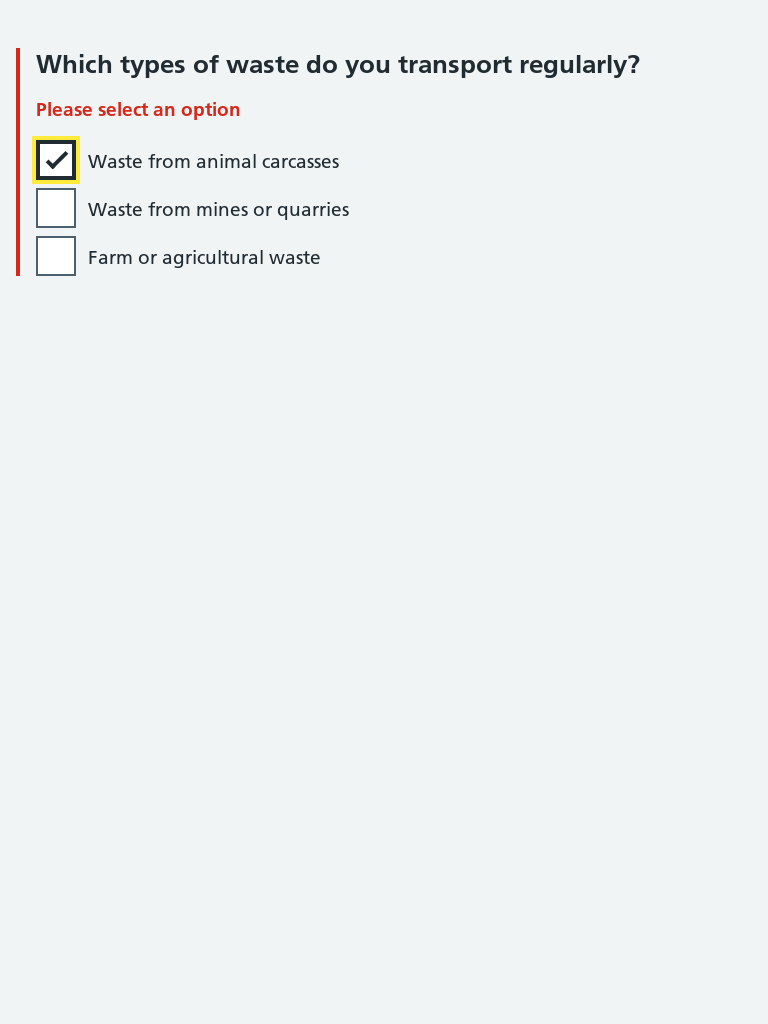 Which types of waste do you transport regularly?
Please select an option
Waste from animal carcasses
Waste from mines or quarries
Farm or agricultural waste